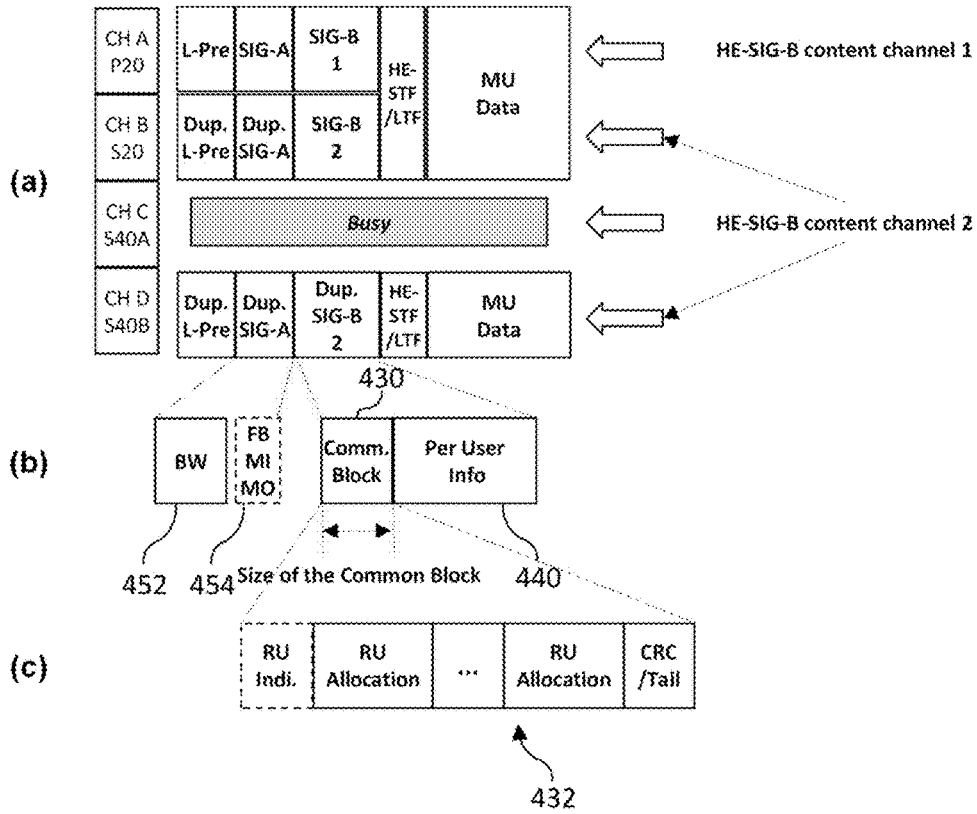 (a)
CH A
P20
L-Pre
SIG-A
SIG-B
1
HE-
STF
/LTF
MU
Data
HE-SIG-B content channel 1
CH B
S20
Dup.
L-Pre
Dup.
SIG-A
SIG-B
2
CH C
S40A
Busy
HE-SIG-B content channel 2
CH D
S40B
Dup.
L-Pre
Dup.
SIG-A
Dup.
SIG-B
2
HE-
STF
/LTF
MU
Data
430
(b)
BW
FB
MI
MO
Comm.
Block
Per User
Info
452
454
Size of the Common Block
440
(c)
RU
Indi.
RU
Allocation
...
RU
Allocation
CRC
/Tail
432